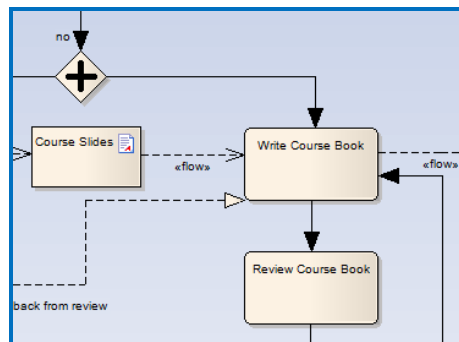 no
Course Slides
«flow»
Write Course Book
«flow»
Review Course Book
back from review